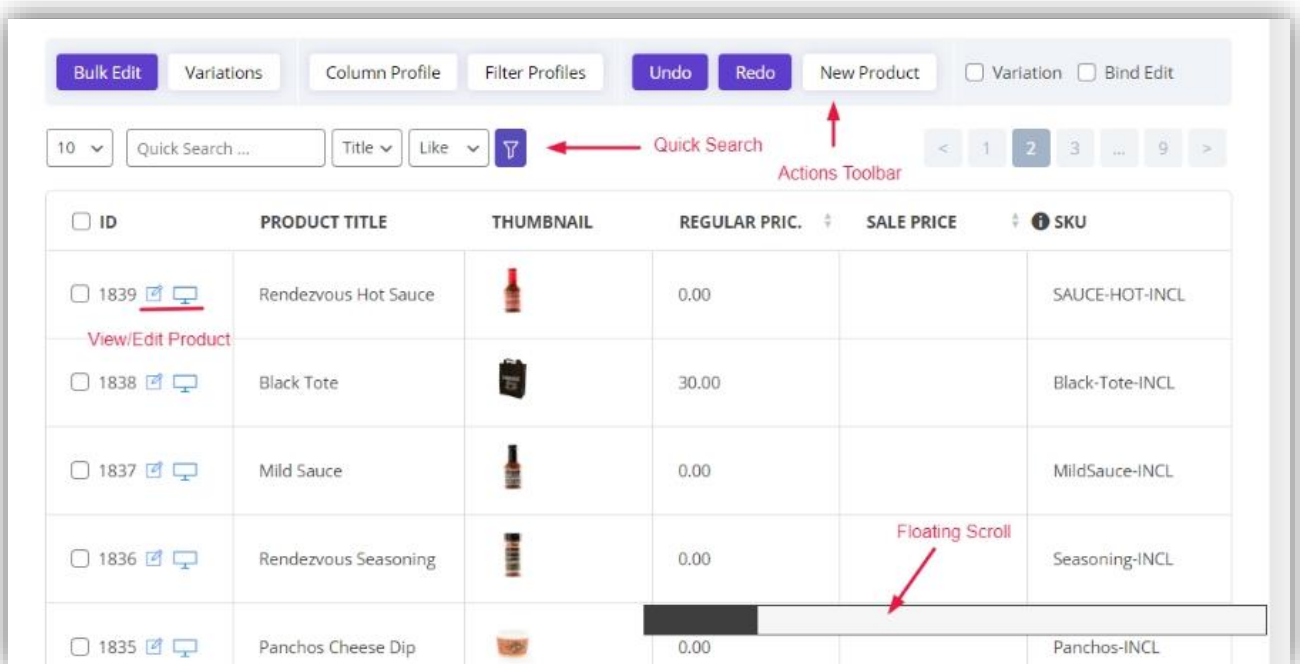 Bulk Edit Variations Column Profile Filter Profiles Undo Redo New Product Variation Bind Edit
10 Quick Search ... Title Like Quick Search < 1 2 3 ... 9 >
Actions Toolbar
ID PRODUCT TITLE THUMBNAIL REGULAR PRIC. SALE PRICE SKU
1839 Rendezvous Hot Sauce 0.00 SAUCE-HOT-INCL
View/Edit Product
1838 Black Tote 30.00 Black-Tote-INCL
1837 Mild Sauce 0.00 MildSauce-INCL
Floating Scroll
1836 Rendezvous Seasoning 0.00 Seasoning-INCL
1835 Panchos Cheese Dip 0.00 Panchos-INCL